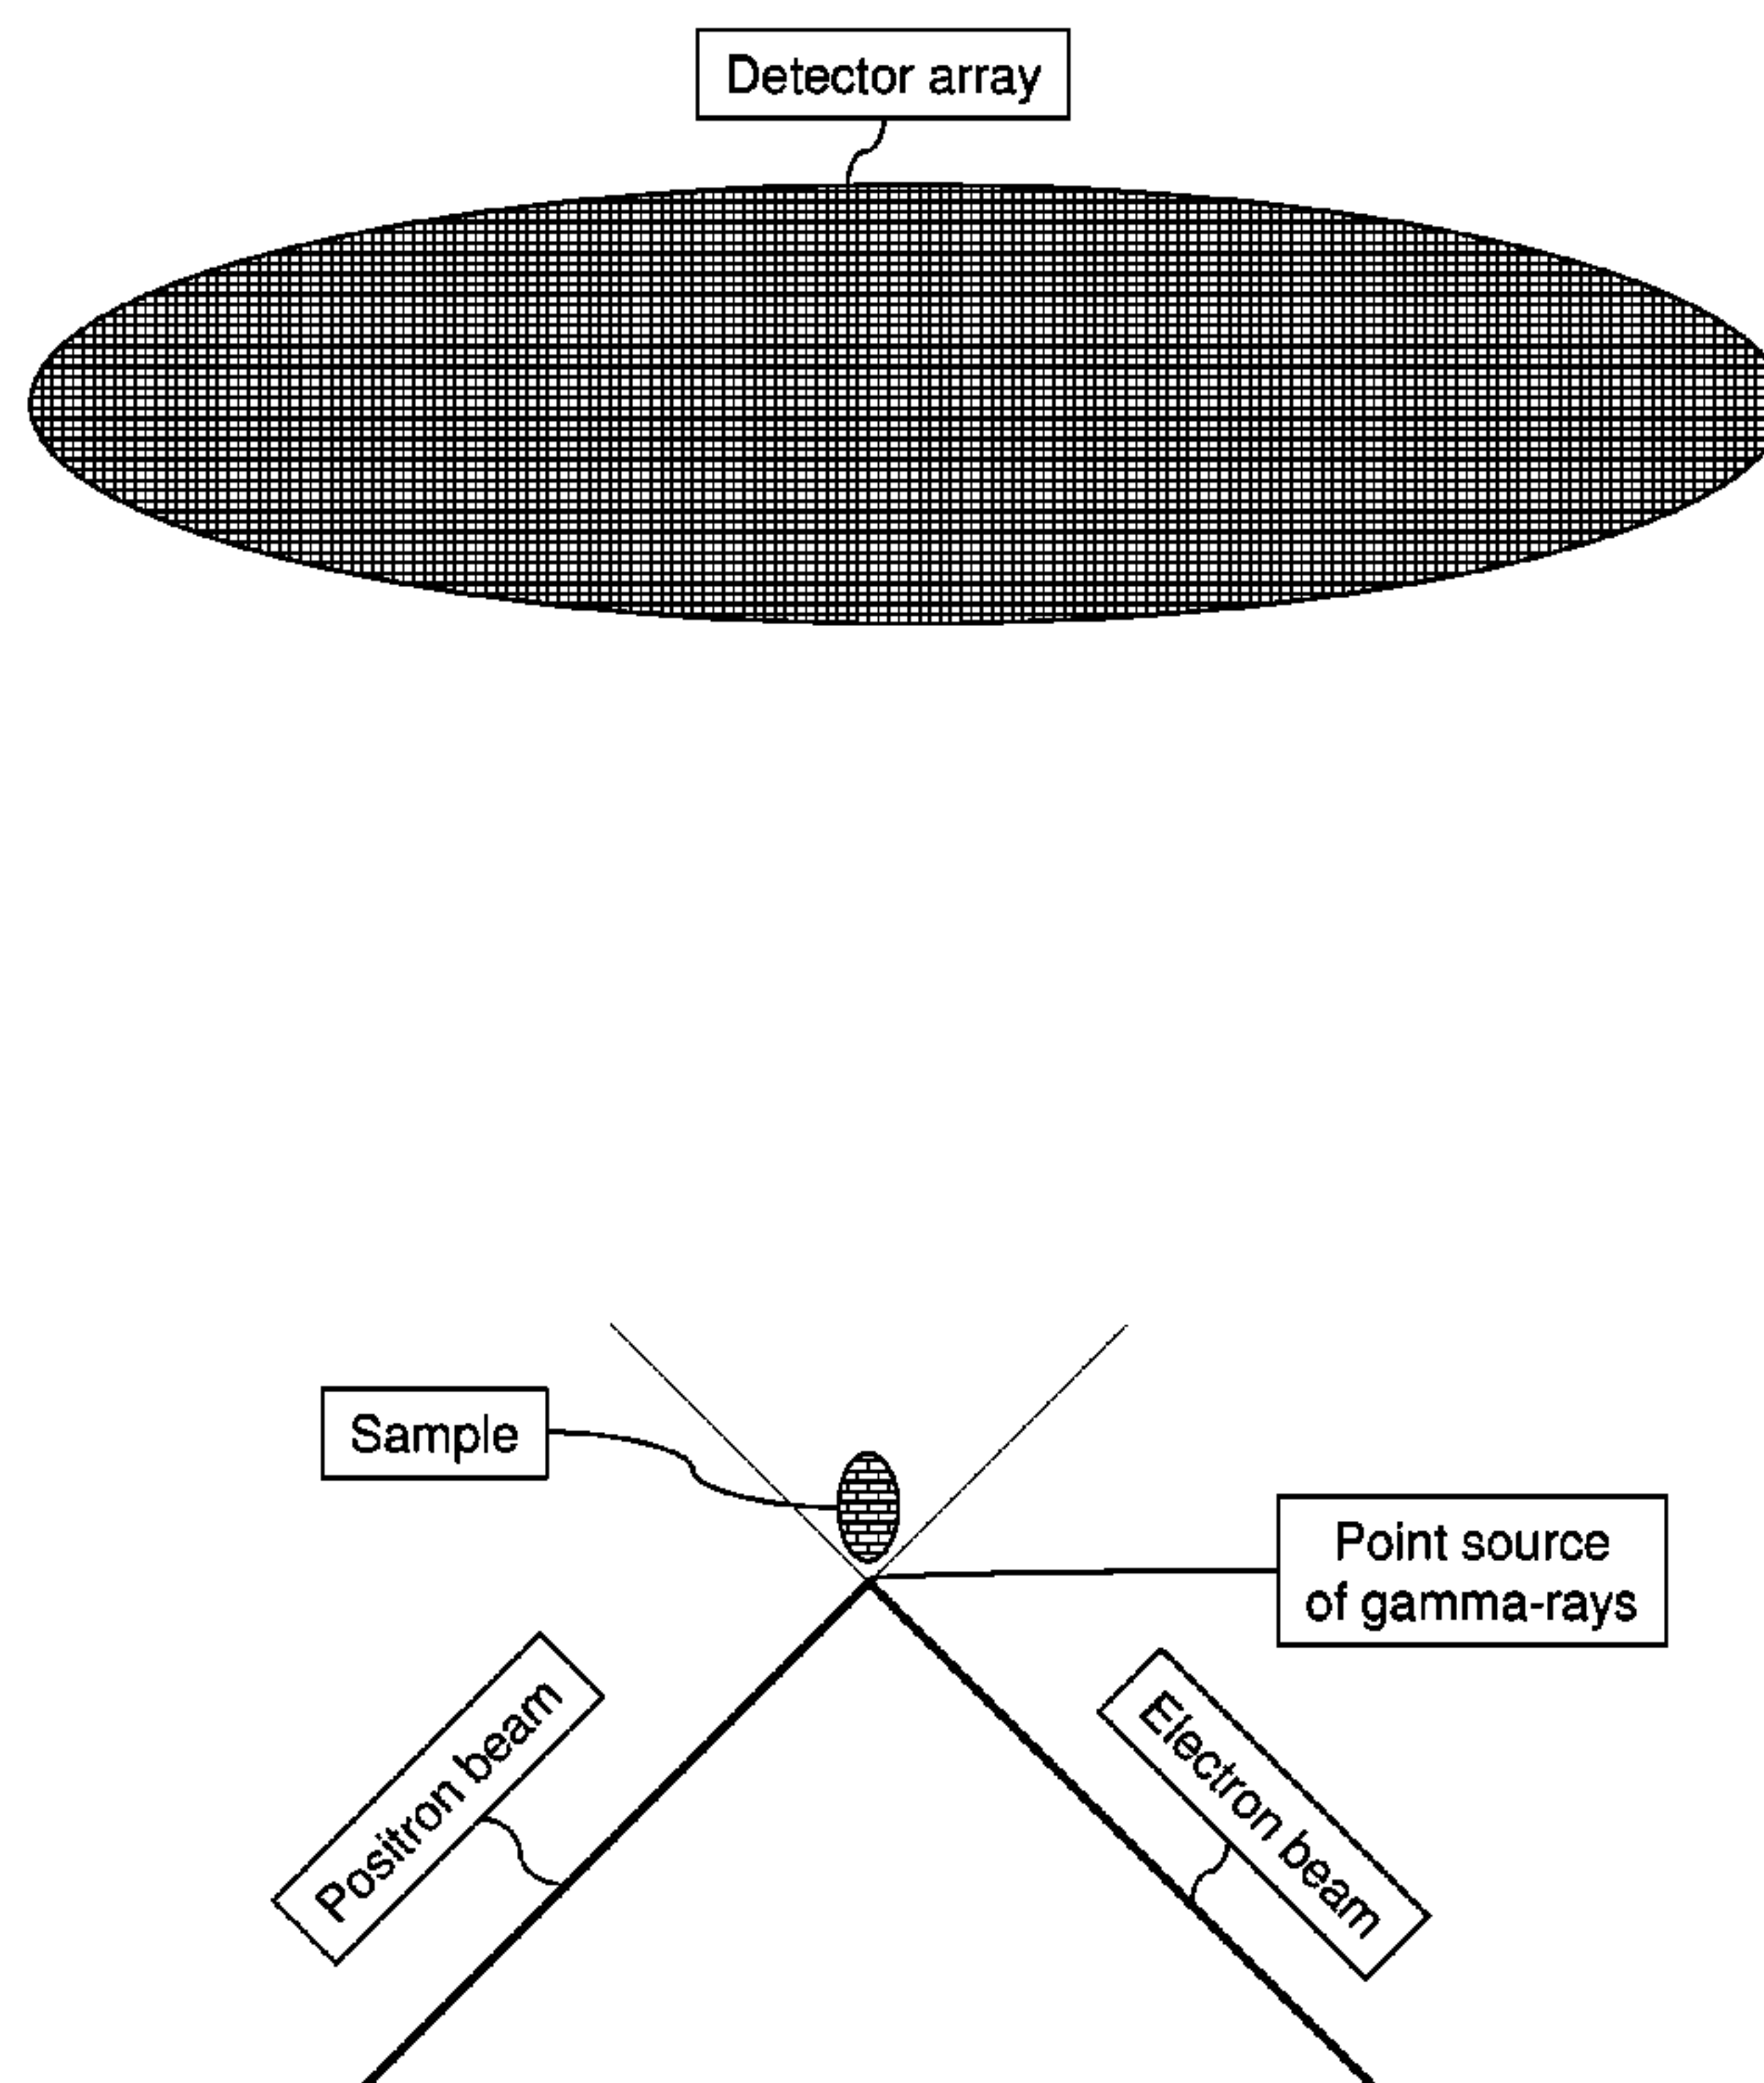 Detector array
Sample
Point source
of gamma-rays
Positron beam
Electron beam